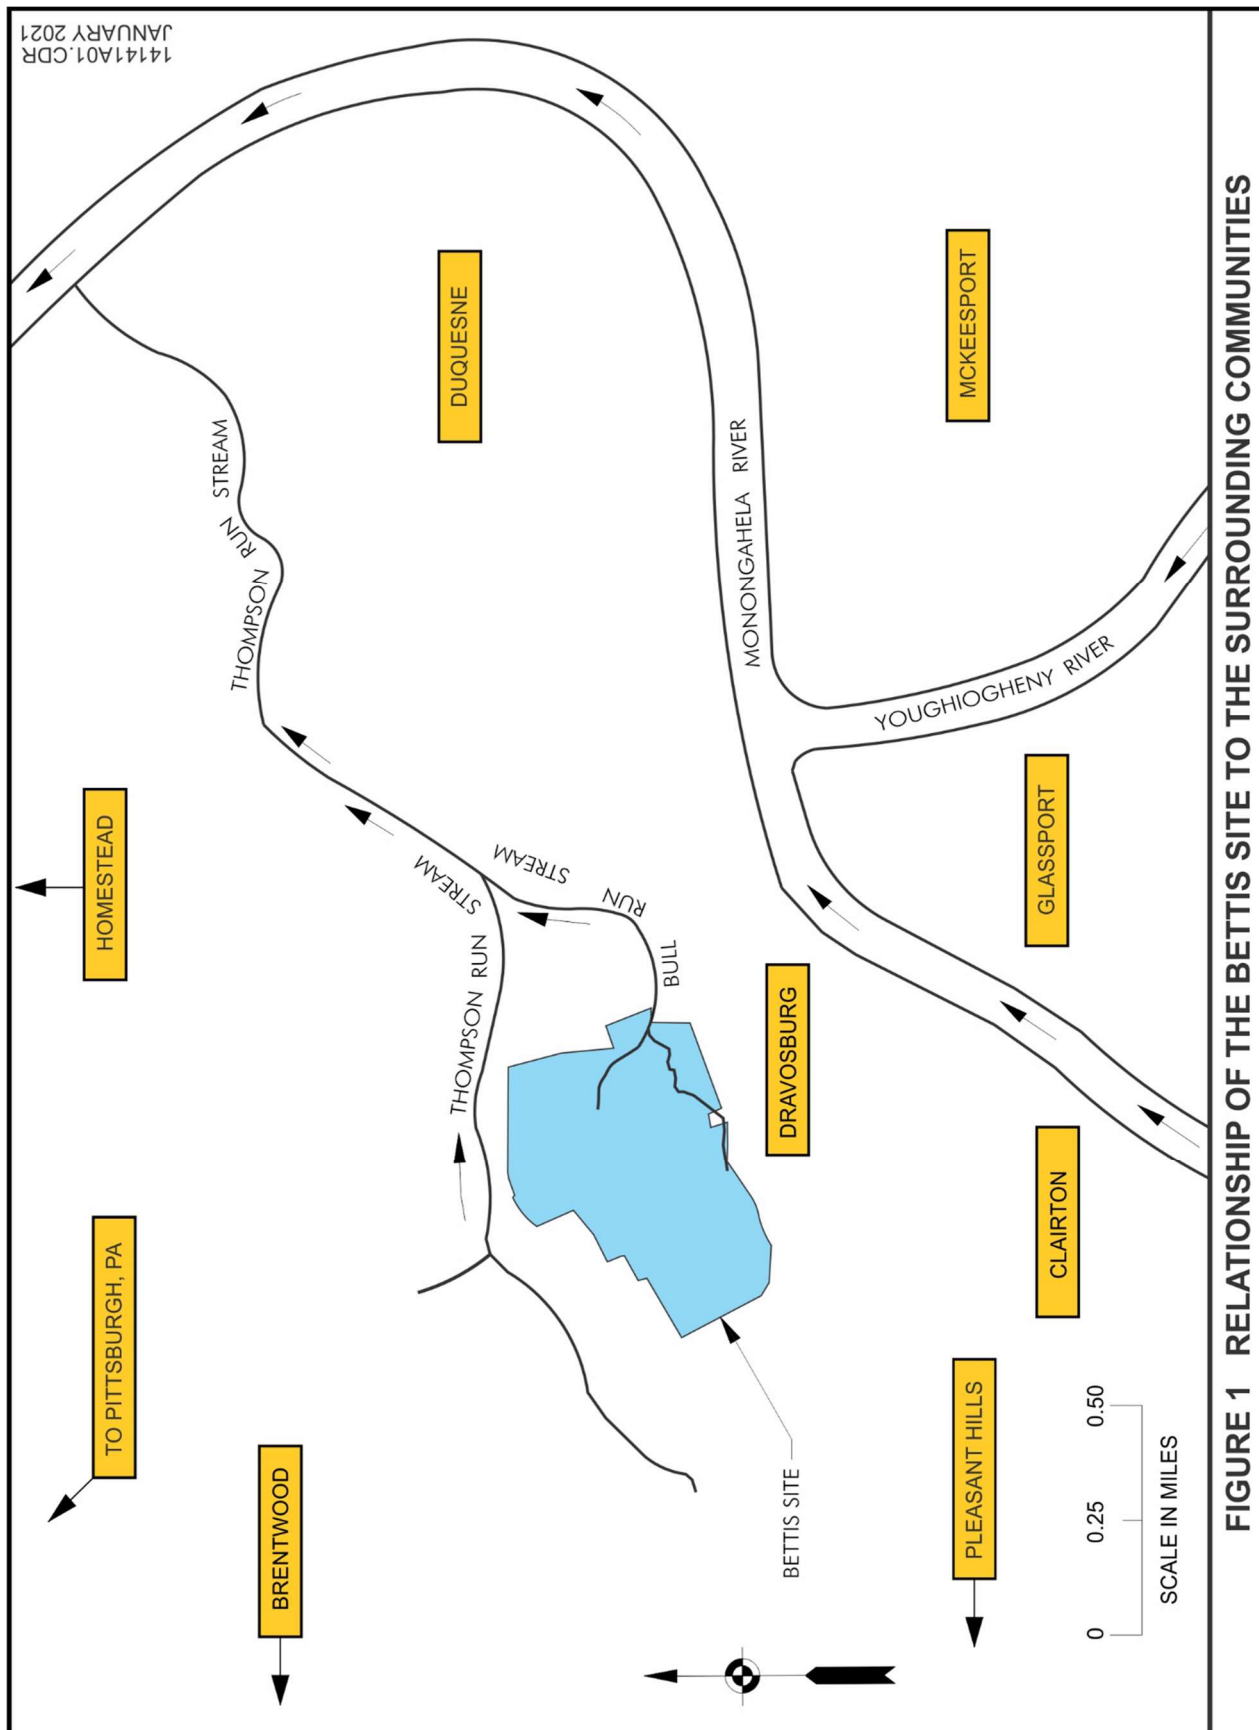 14141A01.CDR
JANUARY 2021
TO PITTSBURGH, PA
HOMESTEAD
BRENTWOOD
THOMPSON RUN STREAM
DUQUESNE
THOMPSON RUN STREAM
BULL RUN STREAM
MONONGAHELA RIVER
BETTIS SITE
DRAVOSBURG
YOUGHIOGHENY RIVER
MCKEESPORT
PLEASANT HILLS
CLAIRTON
GLASSPORT
0 0.25 0.50
SCALE IN MILES
FIGURE 1 RELATIONSHIP OF THE BETTIS SITE TO THE SURROUNDING COMMUNITIES